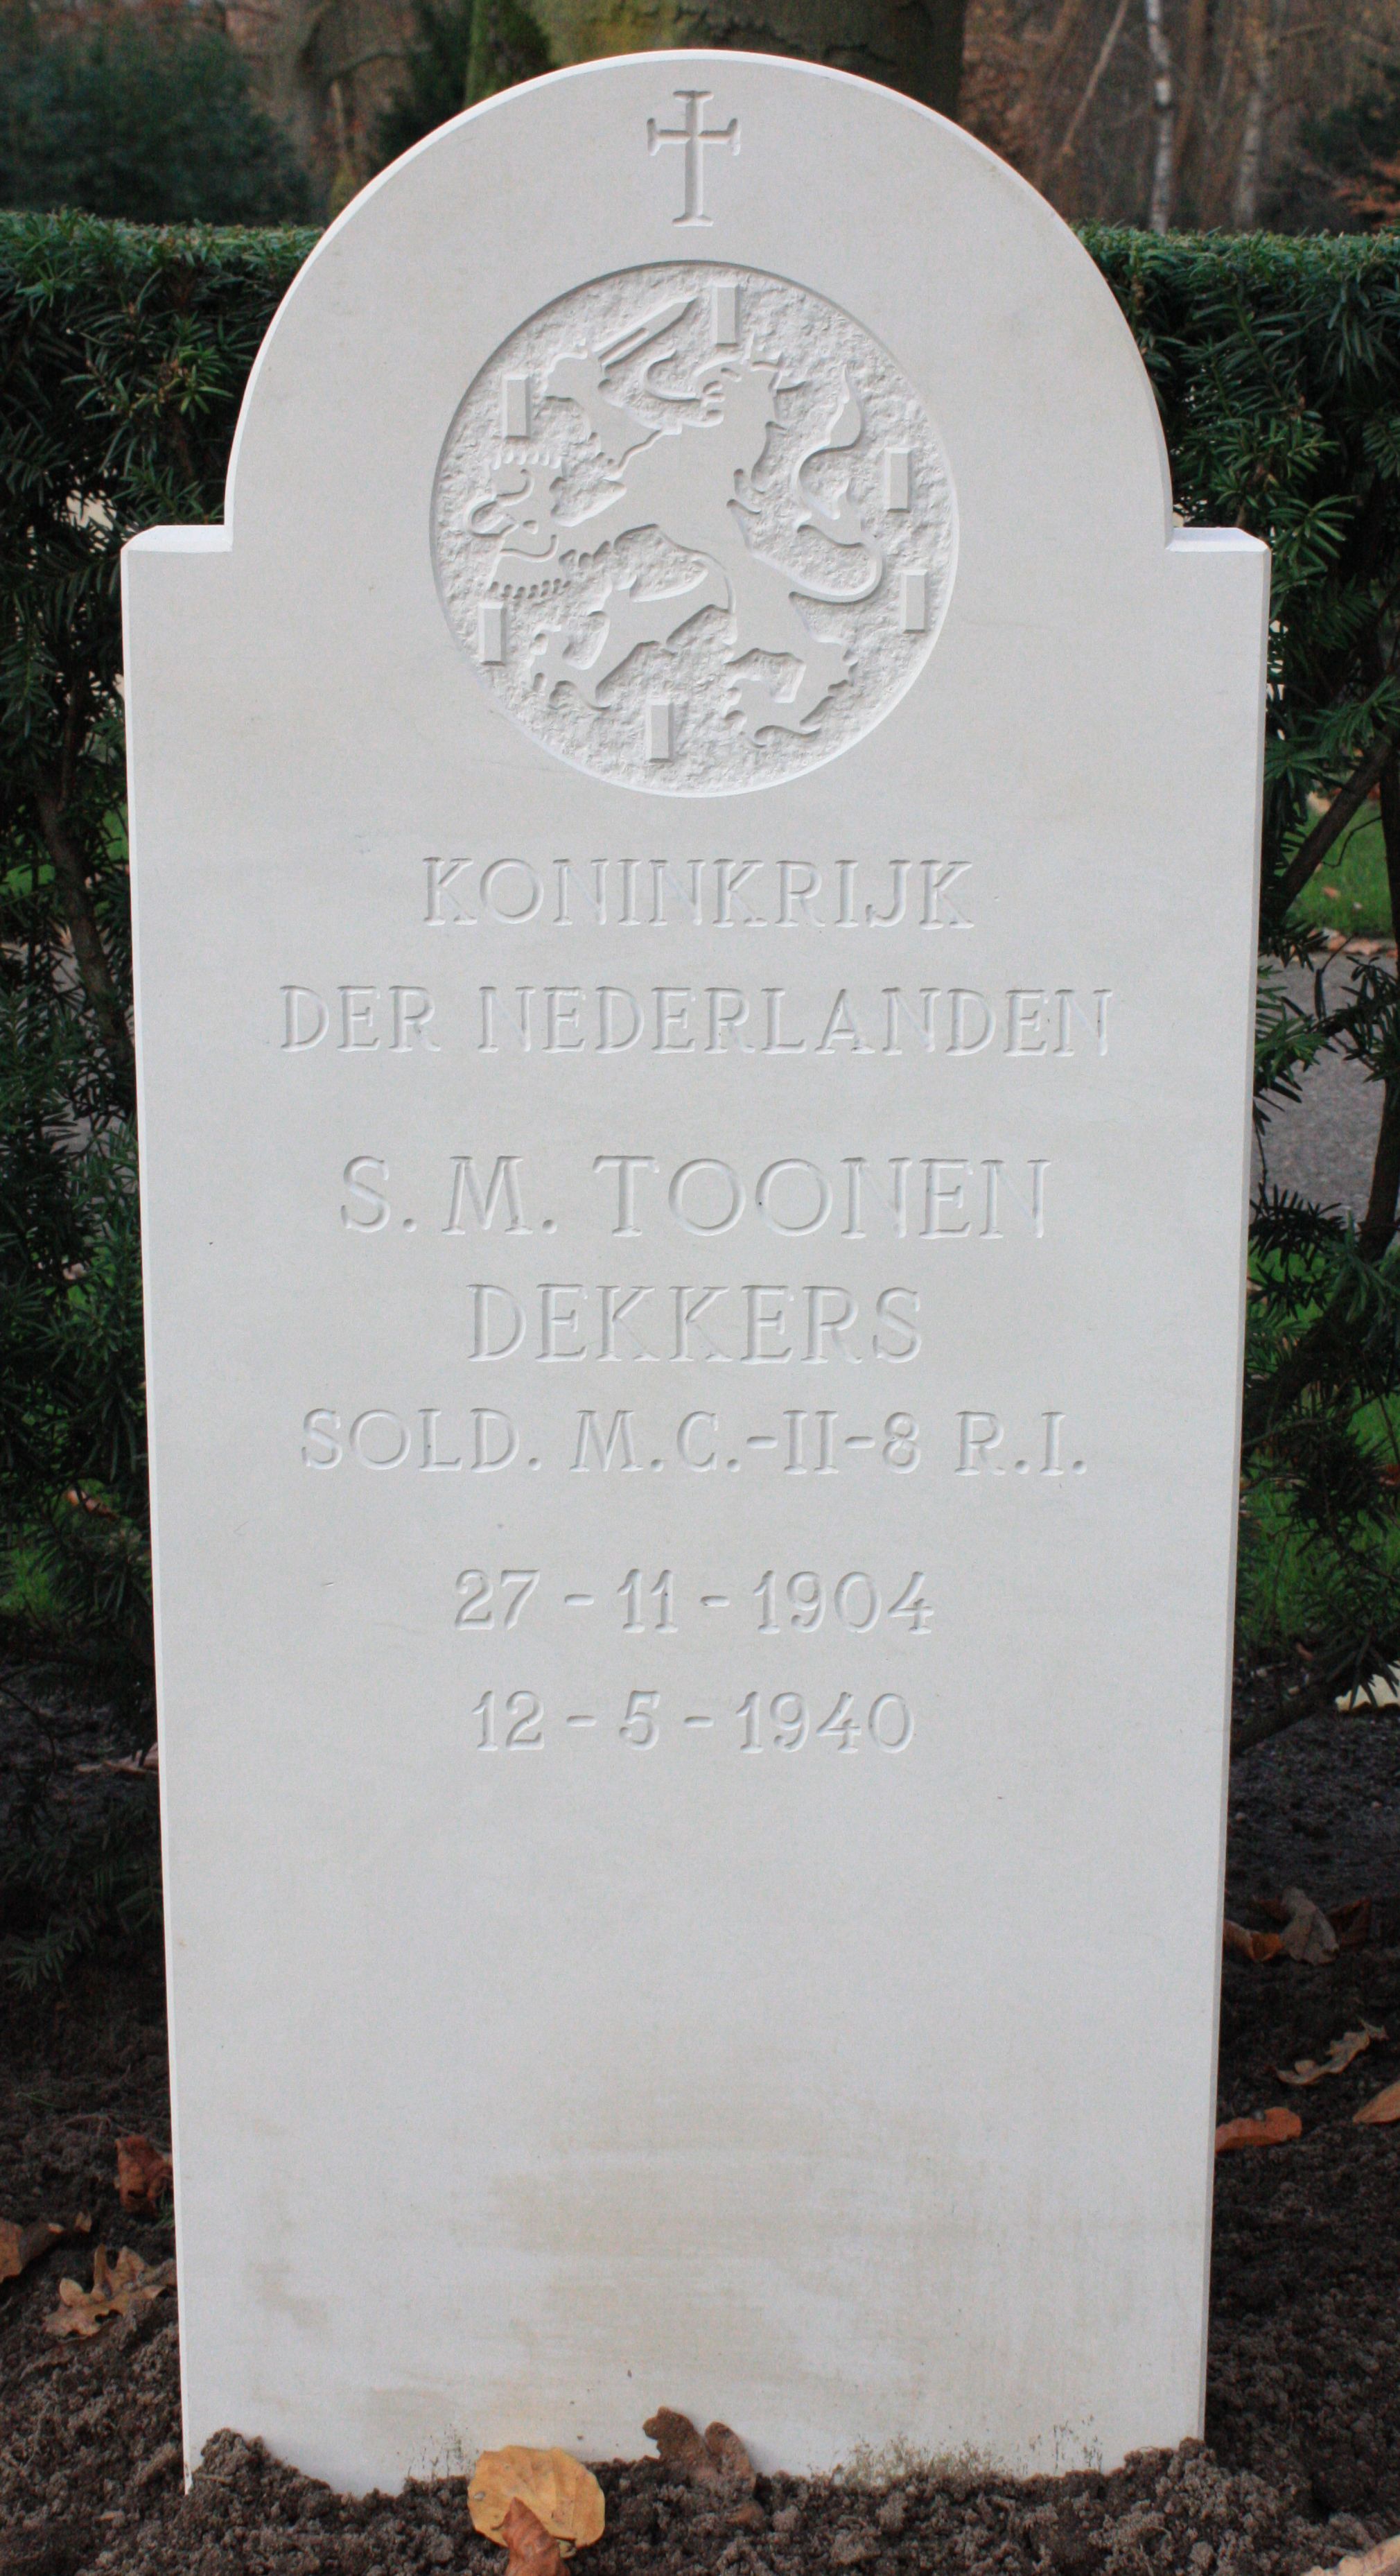 KONINKRIJK
DER NEDERLANDEN
S.M. TOONEN
DEKKERS
SOLD. M.C.-II-8 R.I.
27-11-1904
12-5-1940